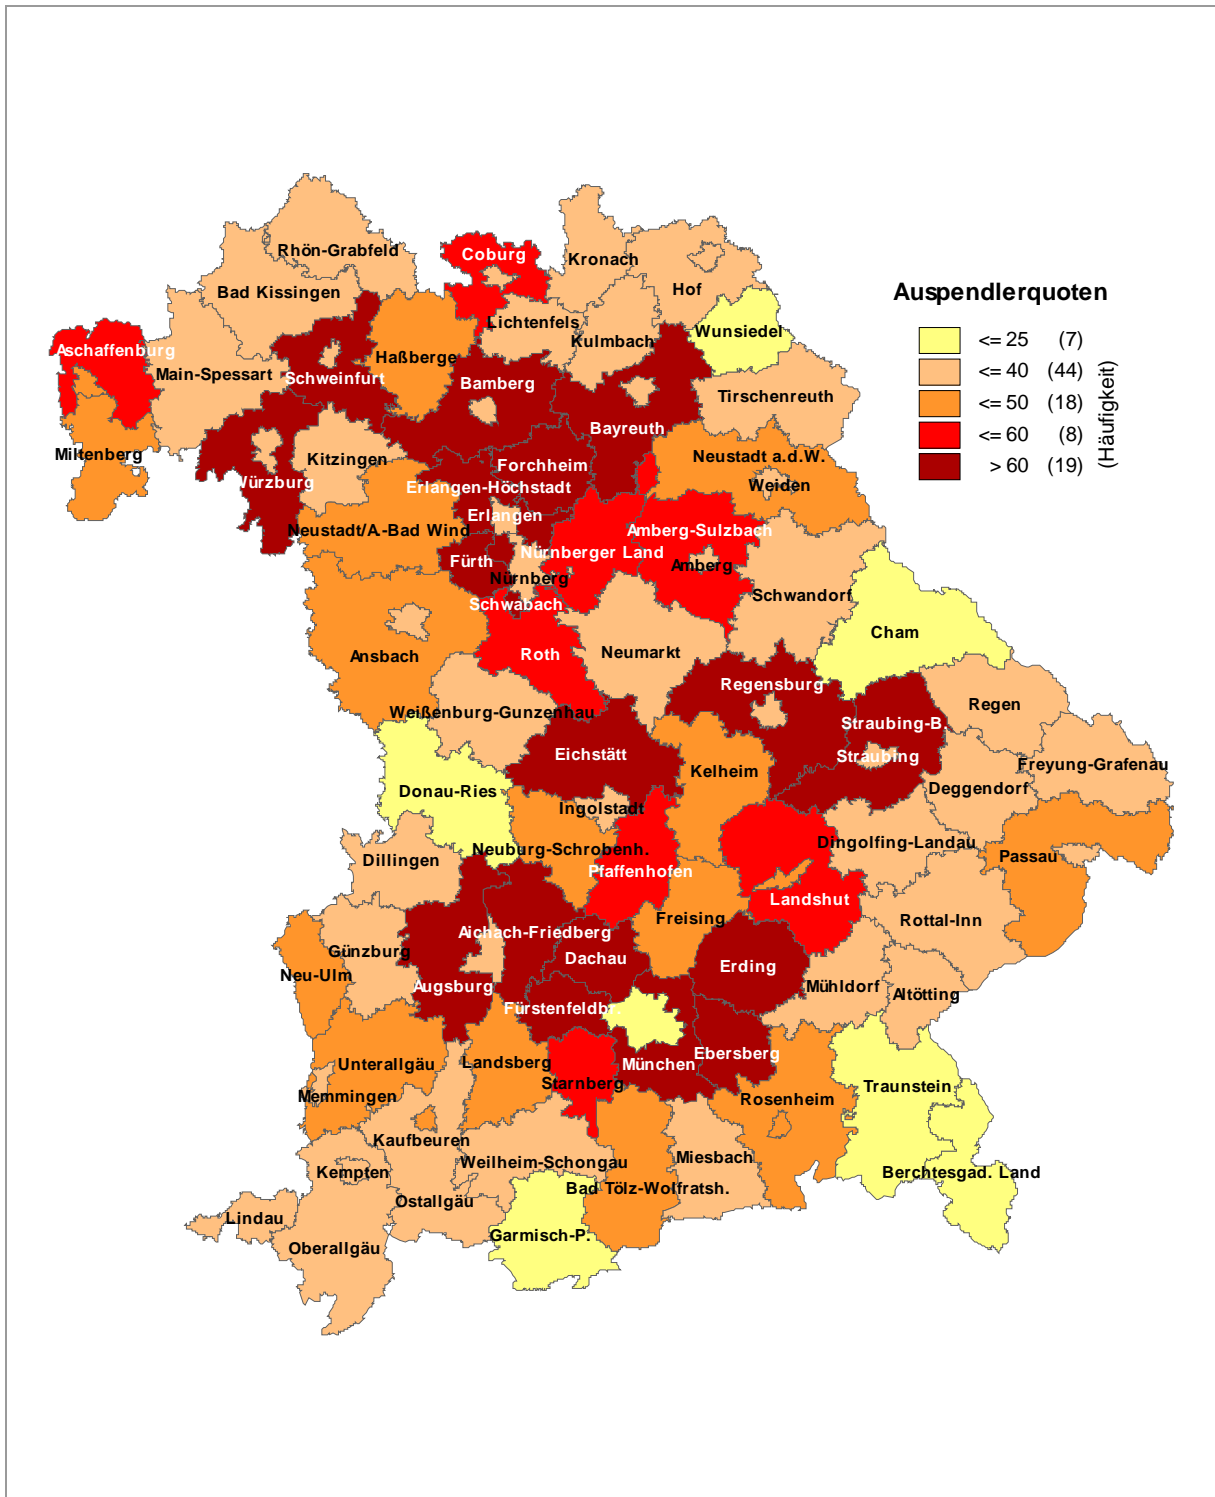 Auspendlerquoten
<= 25 (7)
<= 40 (44)
<= 50 (18)
<= 60 (8)
> 60 (19)
(Häufigkeit)
Rhön-Grabfeld
Coburg
Kronach
Bad Kissingen
Hof
Lichtenfels
Wunsiedel
Kulmbach
Aschaffenburg
Haßberge
Main-Spessart
Schweinfurt
Bamberg
Tirschenreuth
Bayreuth
Miltenberg
Kitzingen
Neustadt a.d.W.
Forchheim
Würzburg
Erlangen-Höchstadt
Weiden
Erlangen
Neustadt/A.-Bad Wind
Amberg-Sulzbach
Nürnberger Land
Fürth
Amberg
Nürnberg
Schwandorf
Schwabach
Cham
Ansbach
Roth
Neumarkt
Regensburg
Regen
Weißenburg-Gunzenhau
Straubing-B.
Eichstätt
Straubing
Freyung-Grafenau
Kelheim
Deggendorf
Donau-Ries
Ingolstadt
Dingolfing-Landau
Neuburg-Schrobenh.
Dillingen
Passau
Pfaffenhofen
Landshut
Freising
Rottal-Inn
Aichach-Friedberg
Günzburg
Dachau
Erding
Neu-Ulm
Augsburg
Mühldorf
Altötting
Fürstenfeldbr.
Ebersberg
Unterallgäu
Landsberg
München
Starnberg
Traunstein
Memmingen
Rosenheim
Kaufbeuren
Miesbach
Weilheim-Schongau
Kempten
Berchtesgad. Land
Bad Tölz-Wolfratsh.
Ostallgäu
Lindau
Garmisch-P.
Oberallgäu